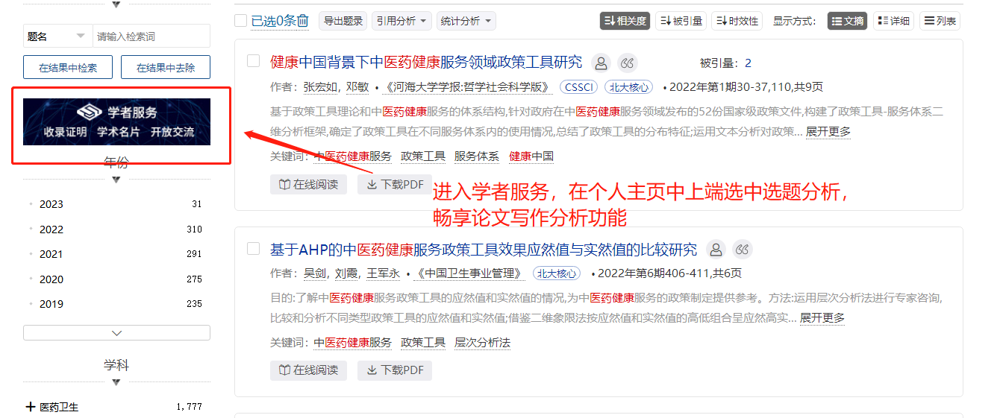 题名
请输入检索词
在结果中检索
在结果中去除
学者服务
收录证明 学术名片 开放交流
年份
2023 31
2022 310
2021 291
2020 275
2019 235
学科
医药卫生 1,777
已选0条
导出题录
引用分析
统计分析
相关度
被引量
时效性
显示方式：
文摘
详细
列表
健康中国背景下中医药健康服务领域政策工具研究
被引量：2
作者：张宏如，邓敏 •《河海大学学报:哲学社会科学版》 CSSCI 北大核心 •2022年第1期30-37,110,共9页
基于政策工具理论和中医药健康服务的体系结构,针对政府在中医药健康服务领域发布的52份国家级政策文件,构建了政策工具-服务体系二
维分析框架,确定了政策工具在不同服务体系内的使用情况,总结了政策工具的分布特征;运用文本分析对政策... 展开更多
关键词：中医药健康服务 政策工具 服务体系 健康中国
在线阅读
下载PDF
进入学者服务，在个人主页中上端选中选题分析，
畅享论文写作分析功能
基于AHP的中医药健康服务政策工具效果应然值与实然值的比较研究
作者：吴剑，刘霞，王军永 •《中国卫生事业管理》 北大核心 •2022年第6期406-411,共6页
目的:了解中医药健康服务政策工具的应然值和实然值的情况,为中医药健康服务的政策制定提供参考。方法:运用层次分析法进行专家咨询,
比较和分析不同类型政策工具的应然值和实然值;借鉴二维象限法按应然值和实然值的高低组合呈应然高实... 展开更多
关键词：中医药健康服务 政策工具 层次分析法
在线阅读
下载PDF